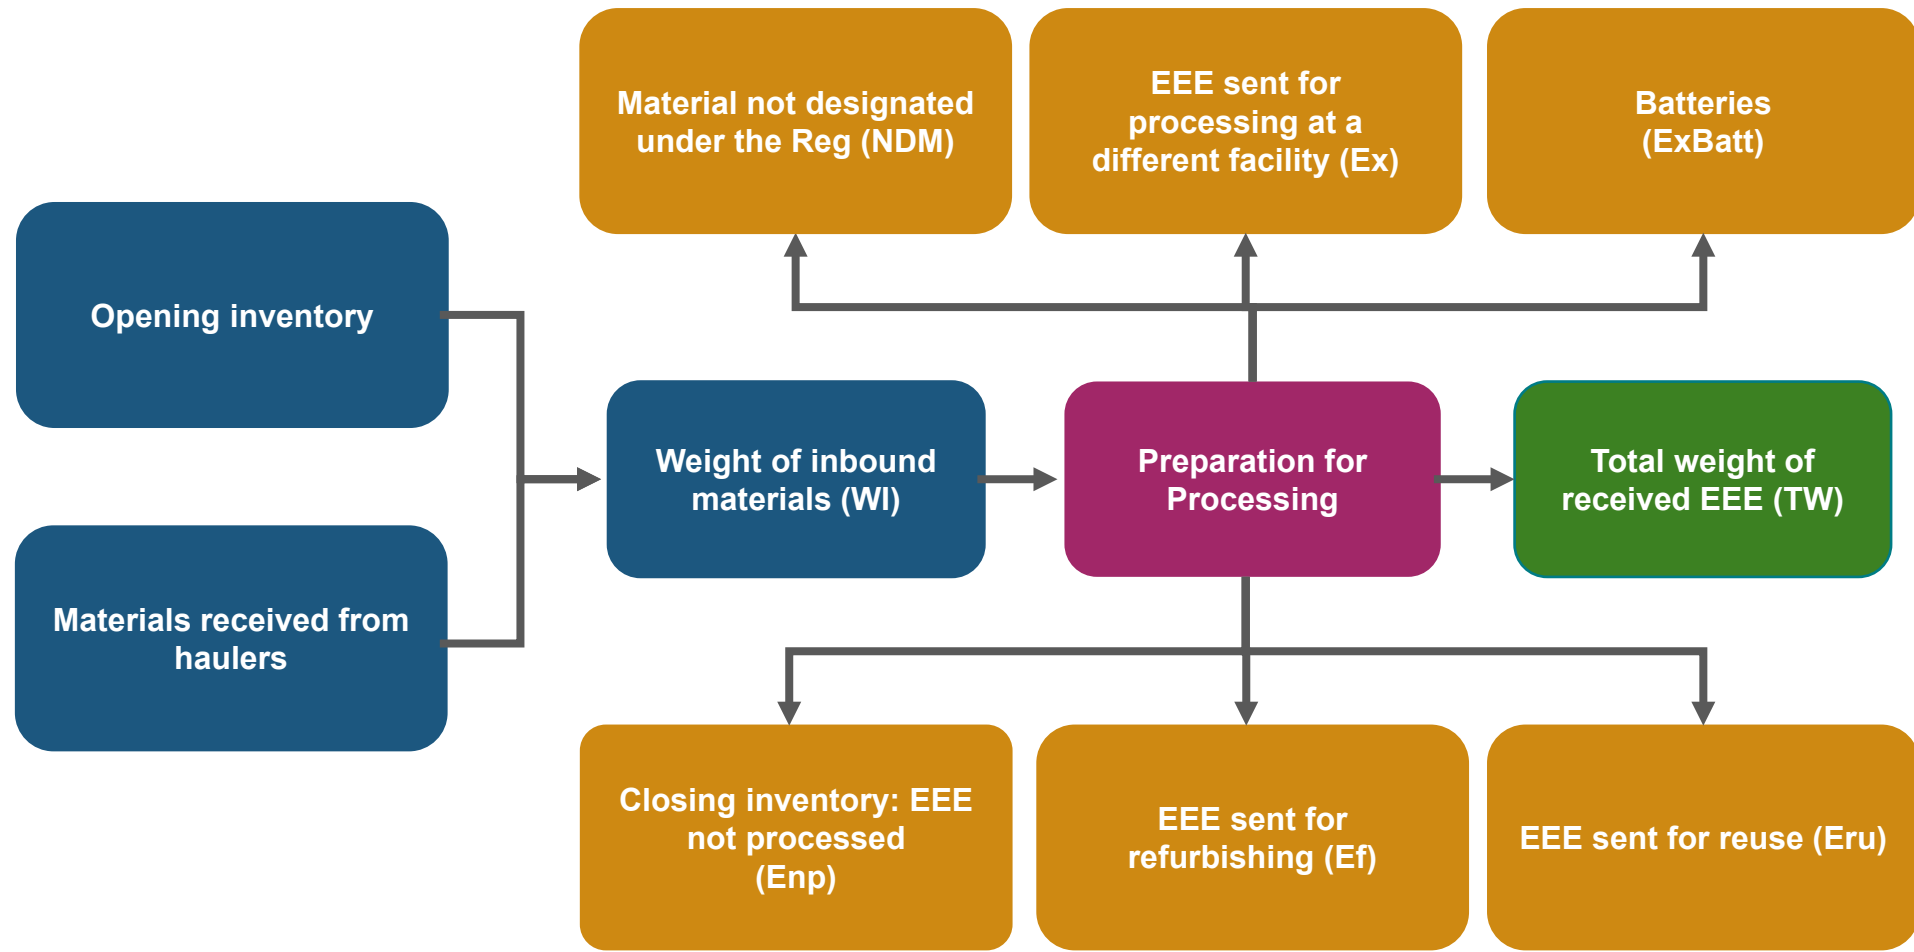 Material not designated
under the Reg (NDM)
EEE sent for
processing at a
different facility (Ex)
Batteries
(ExBatt)
Opening inventory
Materials received from
haulers
Weight of inbound
materials (WI)
Preparation for
Processing
Total weight of
received EEE (TW)
Closing inventory: EEE
not processed
(Enp)
EEE sent for
refurbishing (Ef)
EEE sent for reuse (Eru)